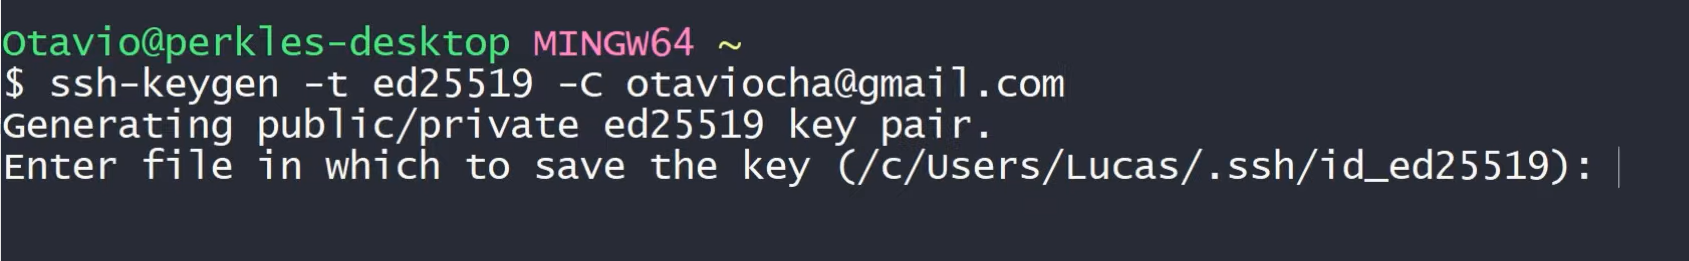 Otavio@perkles-desktop MINGW64 ~
$ ssh-keygen -t ed25519 -C otaviocha@gmail.com
Generating public/private ed25519 key pair.
Enter file in which to save the key (/c/Users/Lucas/.ssh/id_ed25519):